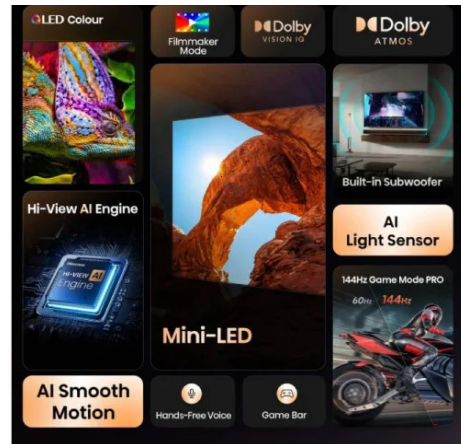 QLED Colour
Filmmaker
Mode
Dolby
VISION IQ
Dolby
ATMOS
Built-in Subwoofer
Hi-View AI Engine
HI-VIEW AI
Engine
AI
Light Sensor
Mini-LED
144Hz Game Mode PRO
60Hz 144Hz
AI Smooth
Motion
Hands-Free Voice
Game Bar